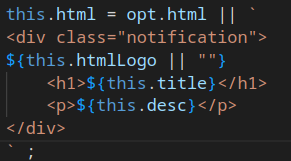 this.html = opt.html || `
<div class="notification">
${this.htmlLogo || ""}
    <h1>${this.title}</h1>
    <p>${this.desc}</p>
</div>
` ;